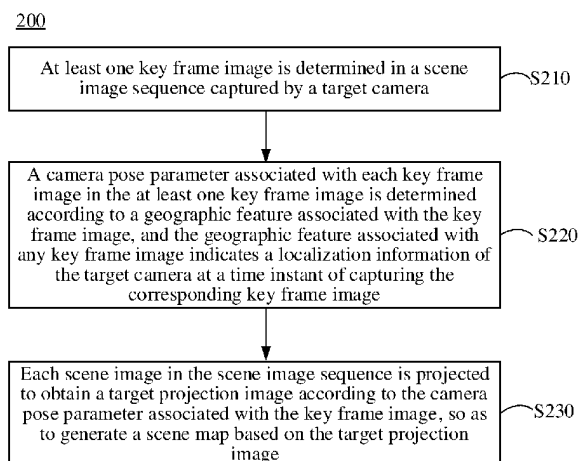 200
At least one key frame image is determined in a scene
image sequence captured by a target camera
S210
A camera pose parameter associated with each key frame
image in the at least one key frame image is determined
according to a geographic feature associated with the key
frame image, and the geographic feature associated with
any key frame image indicates a localization information of
the target camera at a time instant of capturing the
corresponding key frame image
S220
Each scene image in the scene image sequence is projected
to obtain a target projection image according to the camera
pose parameter associated with the key frame image, so as
to generate a scene map based on the target projection
image
S230